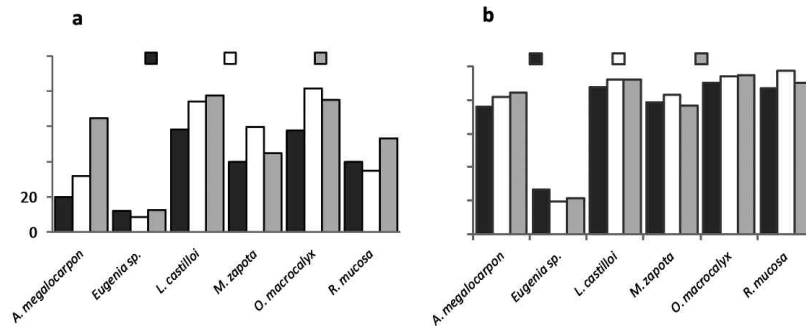 a
b
20
0
A. megalocarpon
Eugenia sp.
L. castilloi
M. zapota
O. macrocalyx
R. mucosa
A. megalocarpon
Eugenia sp.
L. castilloi
M. zapota
O. macrocalyx
R. mucosa